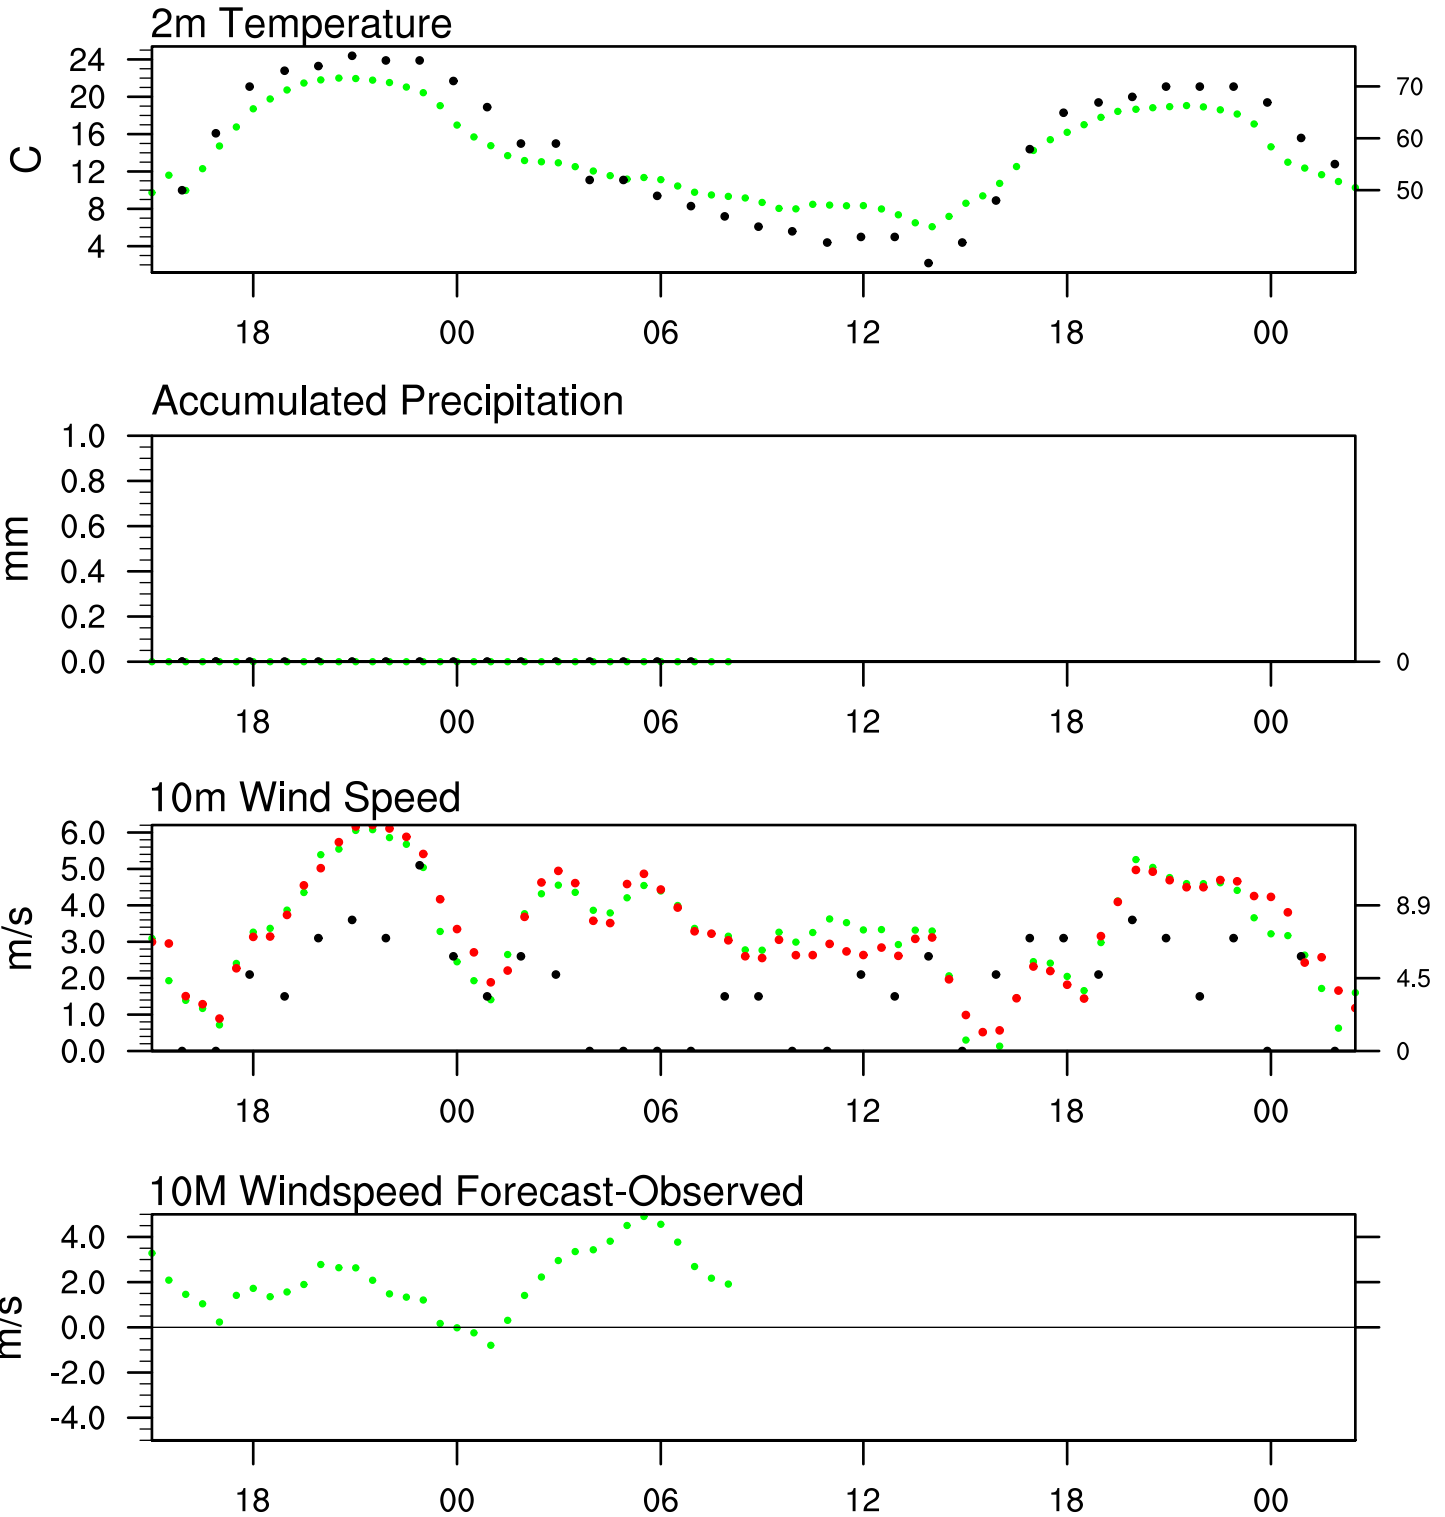 2m Temperature
24
20
16
12
8
4
C
70
60
50
18 00 06 12 18 00
Accumulated Precipitation
1.0
0.8
0.6
0.4
0.2
0.0
mm
0
18 00 06 12 18 00
10m Wind Speed
6.0
5.0
4.0
3.0
2.0
1.0
0.0
m/s
8.9
4.5
0
18 00 06 12 18 00
10M Windspeed Forecast-Observed
4.0
2.0
0.0
-2.0
-4.0
m/s
18 00 06 12 18 00